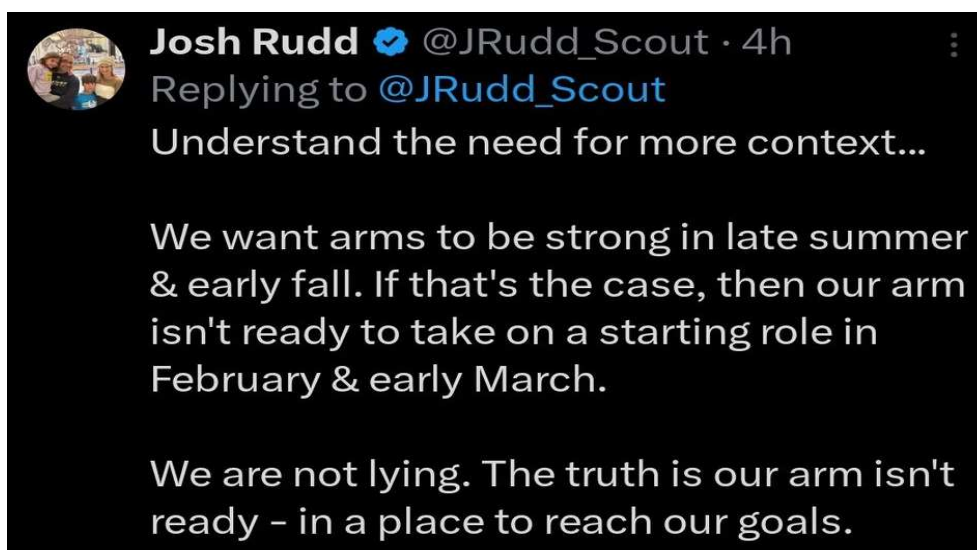 Josh Rudd @JRudd_Scout · 4h
Replying to @JRudd_Scout
Understand the need for more context...
We want arms to be strong in late summer
& early fall. If that's the case, then our arm
isn't ready to take on a starting role in
February & early March.
We are not lying. The truth is our arm isn't
ready – in a place to reach our goals.